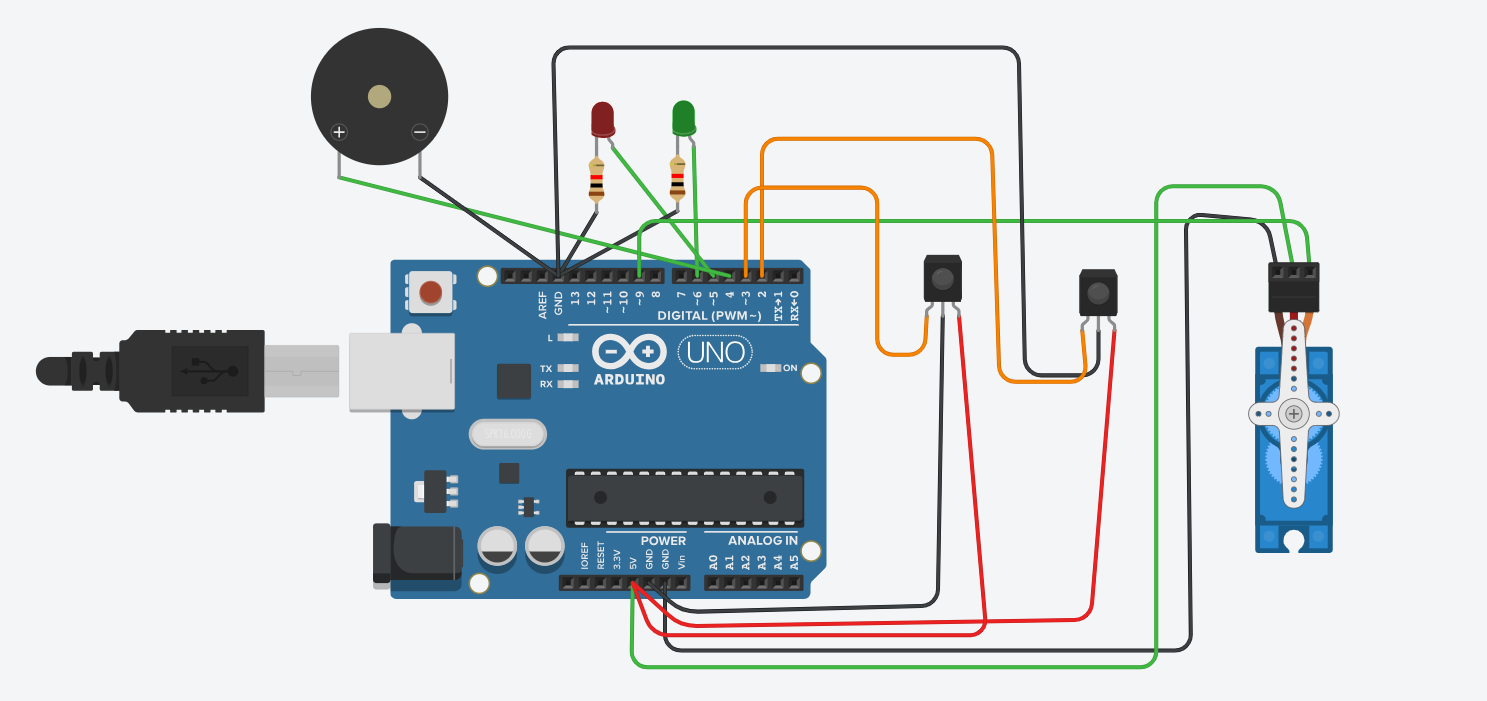 + −
AREF
GND
13
12
~11
~10
~9
8
7
~6
~5
4
~3
2
TX→1
RX←0
DIGITAL (PWM~)
L
TX
RX
− +
ARDUINO
UNO
ON
POWER
ANALOG IN
IOREF
RESET
3.3V
5V
GND
GND
Vin
A0
A1
A2
A3
A4
A5